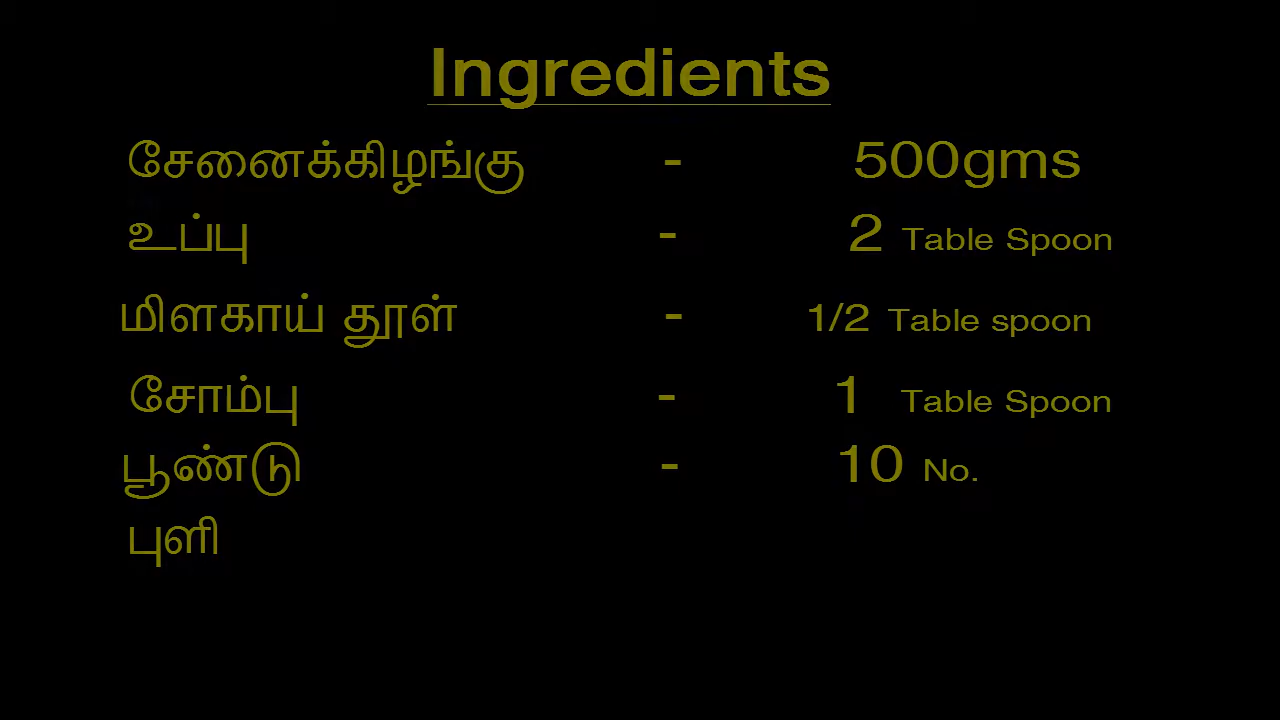 Ingredients
சேனைக்கிழங்கு - 500gms
உப்பு - 2 Table Spoon
மிளகாய் தூள் - 1/2 Table spoon
சோம்பு - 1 Table Spoon
பூண்டு - 10 No.
புளி